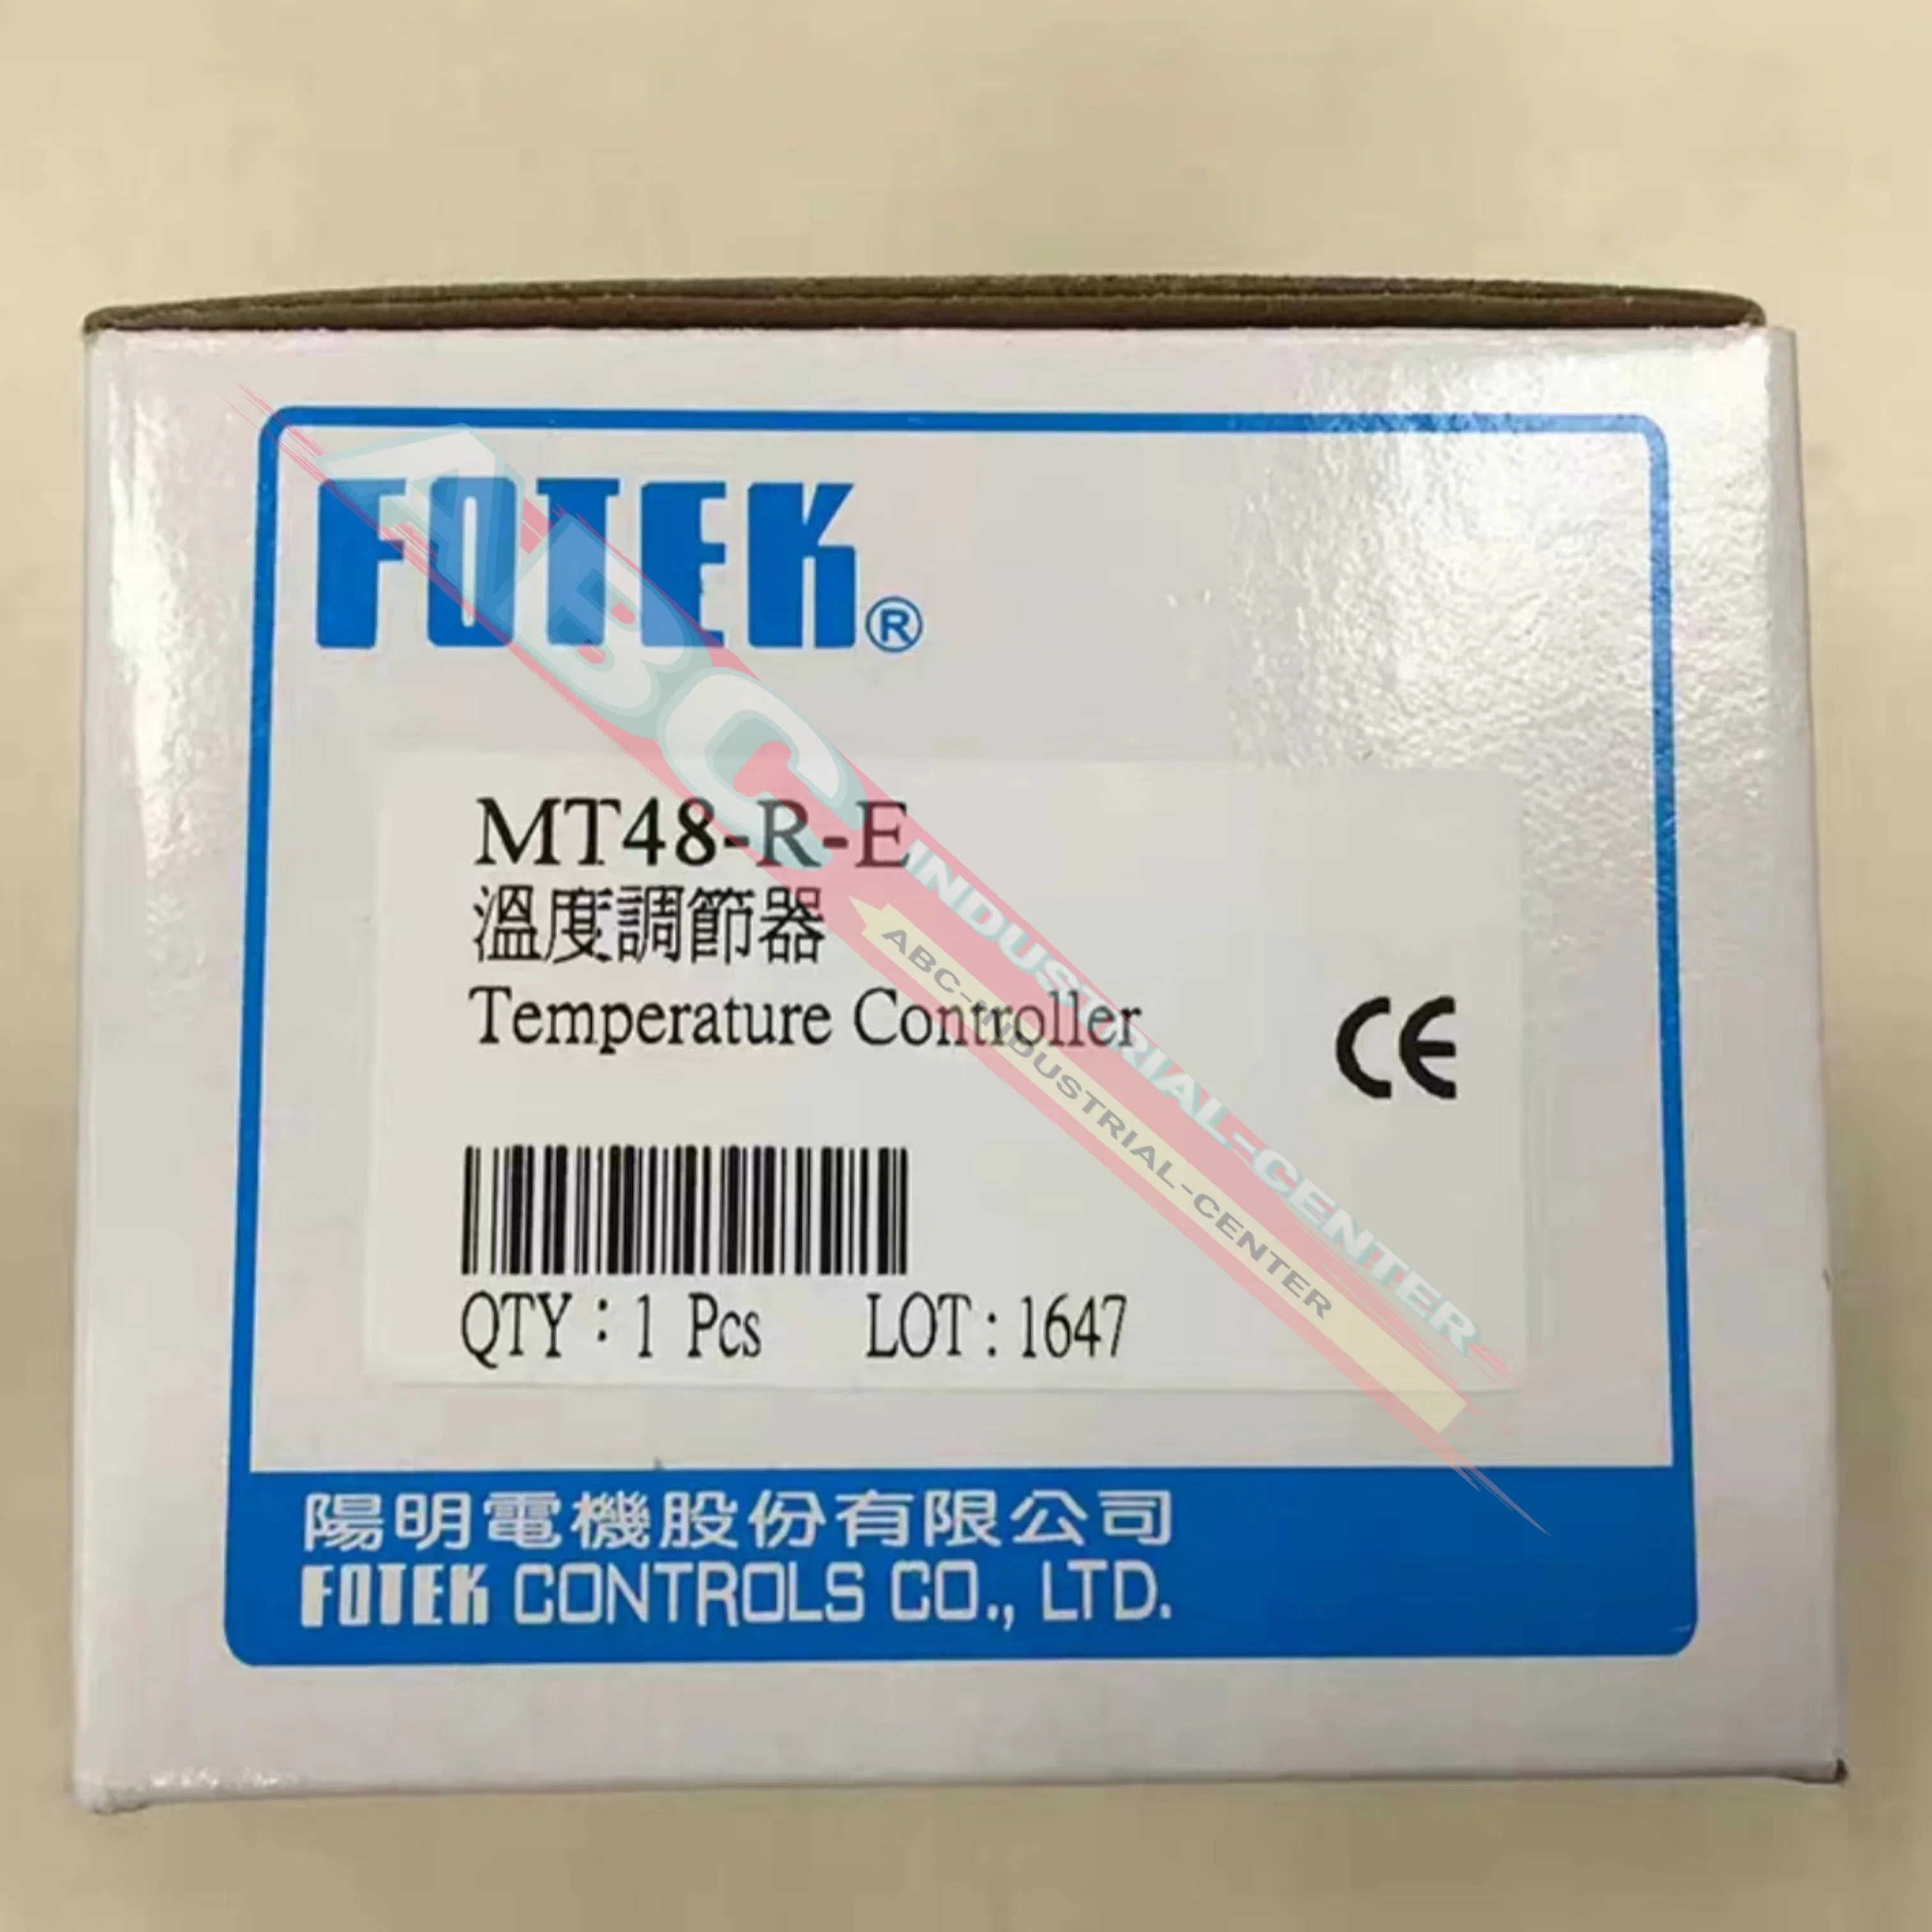 FOTEK®
MT48-R-E
溫度調節器
Temperature Controller
CE
QTY：1 Pcs LOT : 1647
陽明電機股份有限公司
FOTEK CONTROLS CO., LTD.
ABC INDUSTRIAL-CENTER
ABC-INDUSTRIAL-CENTER